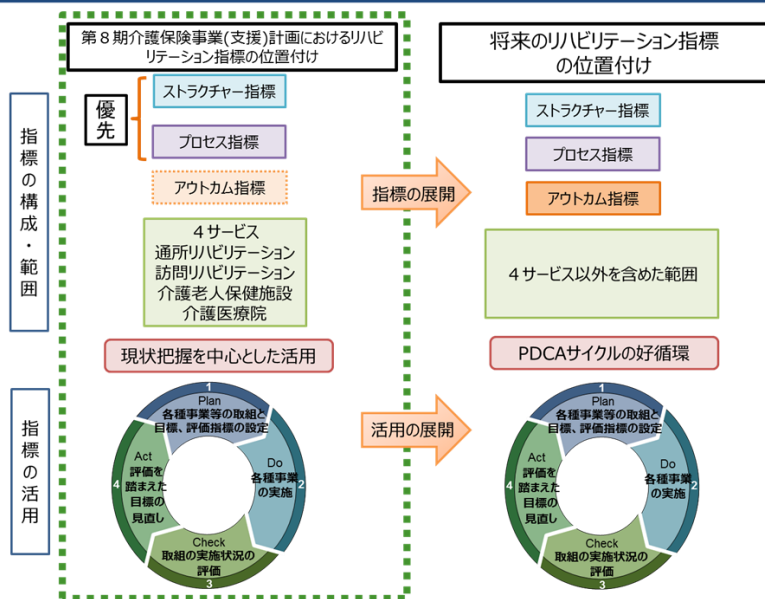 第８期介護保険事業(支援)計画におけるリハビ
リテーション指標の位置付け
将来のリハビリテーション指標
の位置付け
指標の構成・範囲
優先
ストラクチャー指標
プロセス指標
アウトカム指標
４サービス
通所リハビリテーション
訪問リハビリテーション
介護老人保健施設
介護医療院
指標の展開
ストラクチャー指標
プロセス指標
アウトカム指標
４サービス以外を含めた範囲
指標の活用
現状把握を中心とした活用
1
Plan
各種事業等の取組と
目標、評価指標の設定
Do
各種事業
の実施
2
Check
取組の実施状況の
評価
3
Act
評価を
踏まえた
目標の
見直し
4
活用の展開
PDCAサイクルの好循環
1
Plan
各種事業等の取組と
目標、評価指標の設定
Do
各種事業
の実施
2
Check
取組の実施状況の
評価
3
Act
評価を
踏まえた
目標の
見直し
4